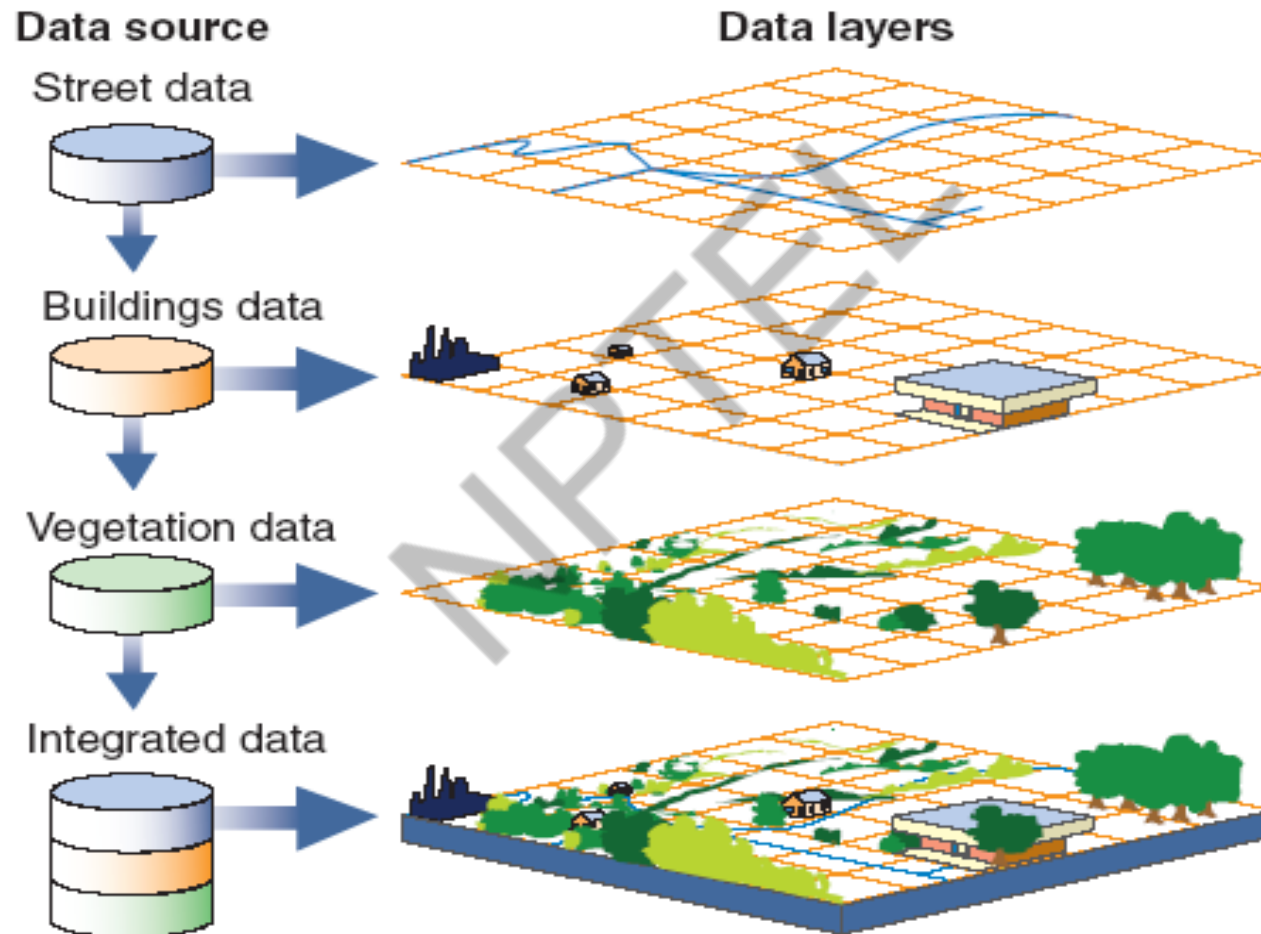 Data source
Data layers
Street data
Buildings data
Vegetation data
Integrated data
NPTEL